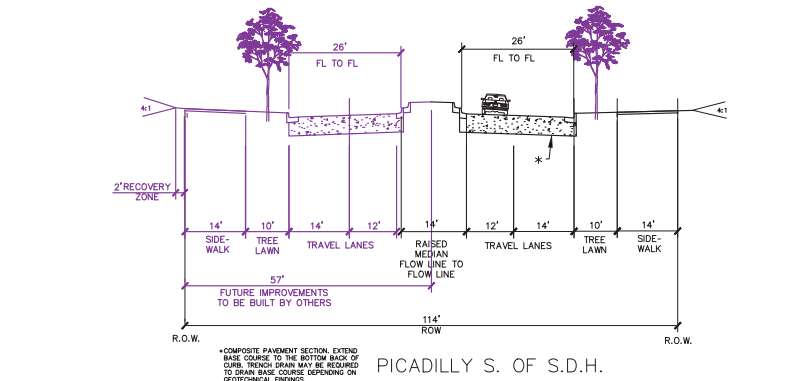 26'
FL TO FL
26'
FL TO FL
4:1
4:1
*
2'RECOVERY
ZONE
14' 10' 14' 12' 14' 12' 14' 10' 14'
SIDE-
WALK
TREE
LAWN
TRAVEL LANES
RAISED
MEDIAN
FLOW LINE TO
FLOW LINE
TRAVEL LANES
TREE
LAWN
SIDE-
WALK
57'
FUTURE IMPROVEMENTS
TO BE BUILT BY OTHERS
114'
ROW
R.O.W.
R.O.W.
*COMPOSITE PAVEMENT SECTION. EXTEND
BASE COURSE TO THE BOTTOM BACK OF
CURB. TRENCH DRAIN MAY BE REQUIRED
TO DRAIN BASE COURSE DEPENDING ON
GEOTECHNICAL FINDINGS
PICADILLY S. OF S.D.H.